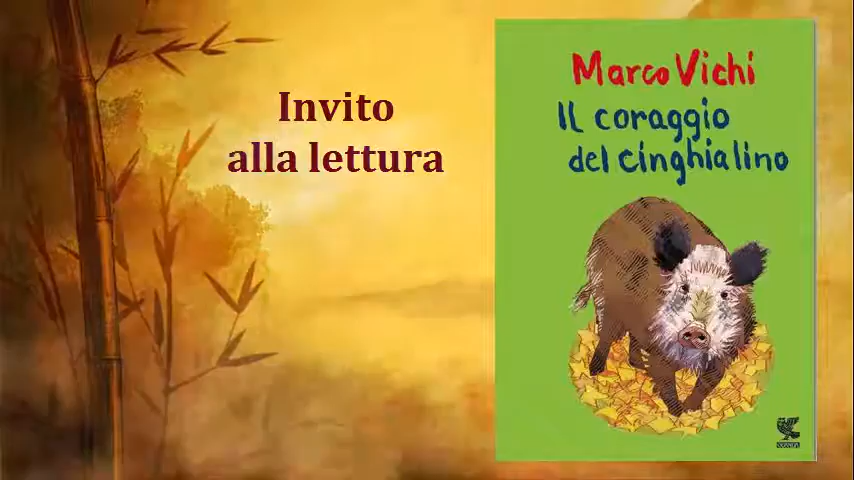 Invito
alla lettura
Marco Vichi
Il coraggio
del cinghialino